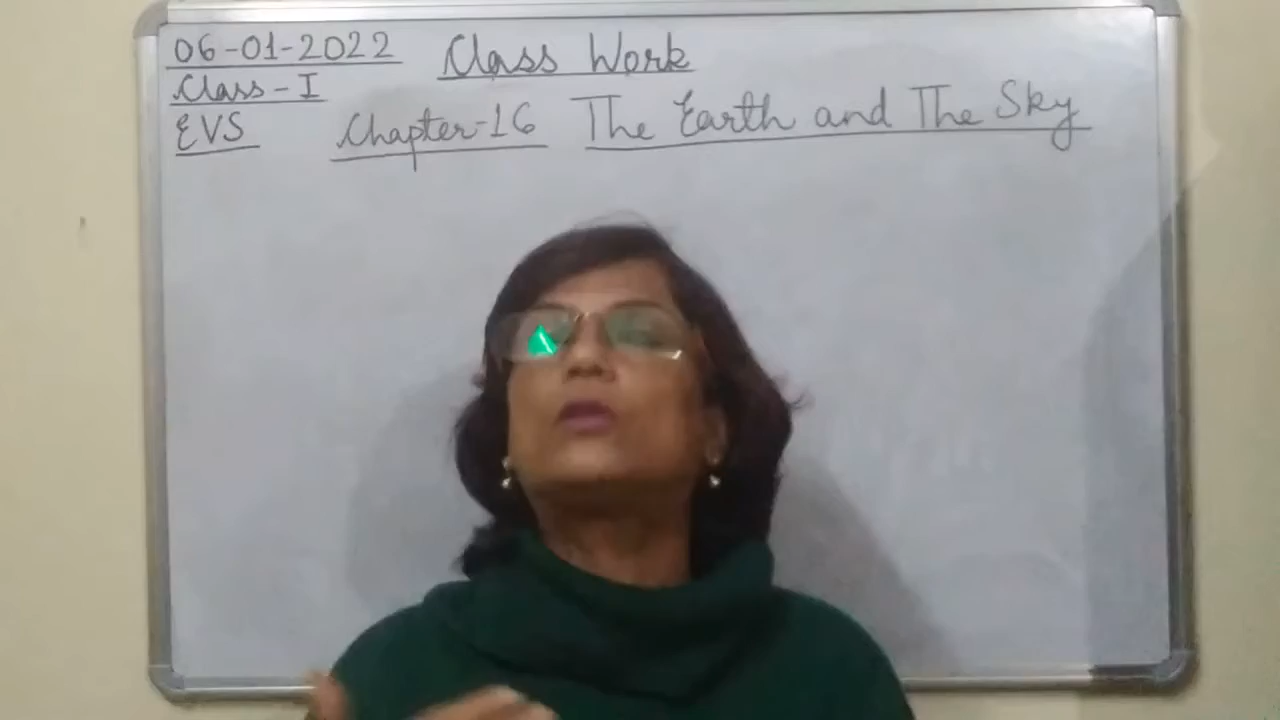 06-01-2022 Class Work
Class-I
EVS Chapter-16 The Earth and The Sky